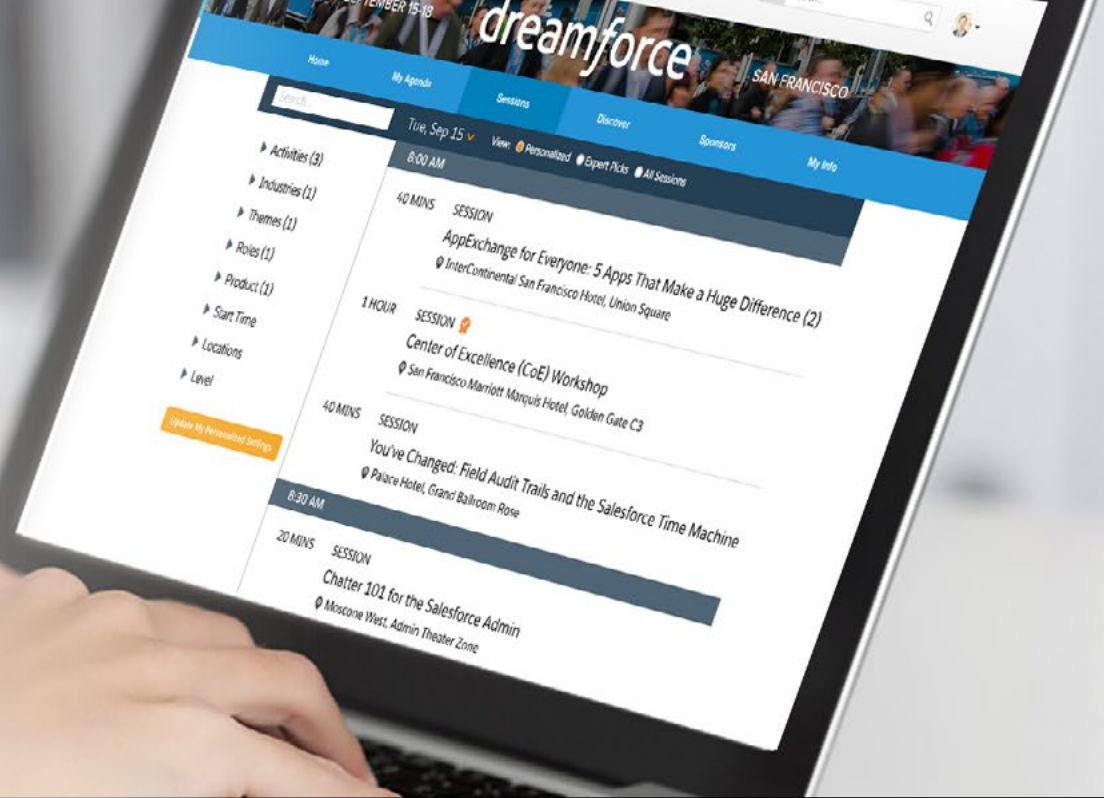 SEPTEMBER 15-18
dreamforce
SAN FRANCISCO
Home
My Agenda
Sessions
Discover
Sponsors
My Info
Search...
Tue, Sep 15
View: Personalized Expert Picks All Sessions
Activities (3)
Industries (1)
Themes (1)
Roles (1)
Product (1)
Start Time
Locations
Level
Update My Personalized Settings
8:00 AM
40 MINS SESSION
AppExchange for Everyone: 5 Apps That Make a Huge Difference (2)
InterContinental San Francisco Hotel, Union Square
1 HOUR SESSION
Center of Excellence (CoE) Workshop
San Francisco Marriott Marquis Hotel, Golden Gate C3
40 MINS SESSION
You've Changed: Field Audit Trails and the Salesforce Time Machine
Palace Hotel, Grand Ballroom Rose
8:30 AM
20 MINS SESSION
Chatter 101 for the Salesforce Admin
Moscone West, Admin Theater Zone